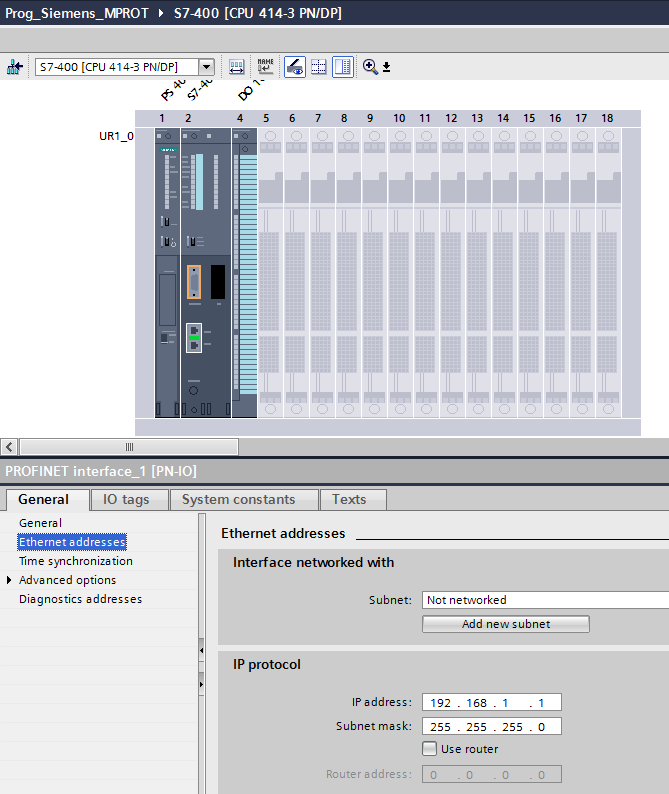 Prog_Siemens_MPROT ▸ S7-400 [CPU 414-3 PN/DP]
S7-400 [CPU 414-3 PN/DP]
PS 40
S7-4
DO 1
1 2 4 5 6 7 8 9 10 11 12 13 14 15 16 17 18
UR1_0
PROFINET interface_1 [PN-IO]
General IO tags System constants Texts
General
Ethernet addresses
Time synchronization
Advanced options
Diagnostics addresses
Ethernet addresses
Interface networked with
Subnet: Not networked
Add new subnet
IP protocol
IP address: 192 . 168 . 1 . 1
Subnet mask: 255 . 255 . 255 . 0
Use router
Router address: 0 . 0 . 0 . 0